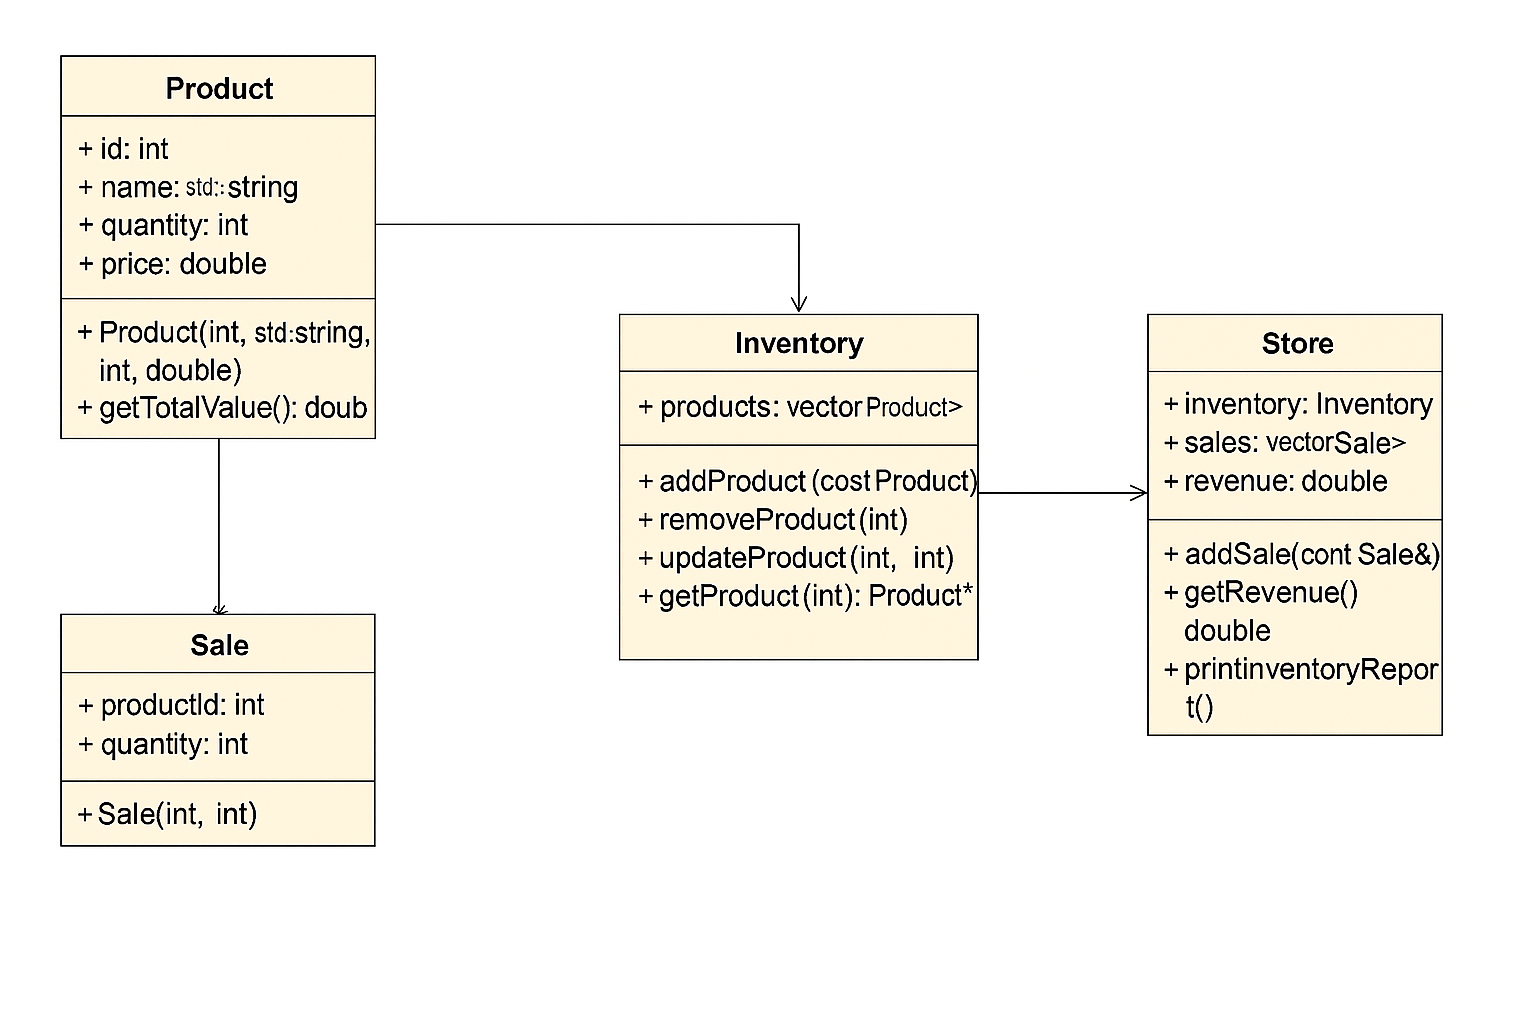 Product
+ id: int
+ name: std::string
+ quantity: int
+ price: double
+ Product(int, std:string,
int, double)
+ getTotalValue(): doub
Sale
+ productId: int
+ quantity: int
+ Sale(int, int)
Inventory
+ products: vector Product>
+ addProduct (cost Product)
+ removeProduct (int)
+ updateProduct (int, int)
+ getProduct (int): Product*
Store
+ inventory: Inventory
+ sales: vectorSale>
+ revenue: double
+ addSale(cont Sale&)
+ getRevenue()
double
+ printinventoryRepor
t()